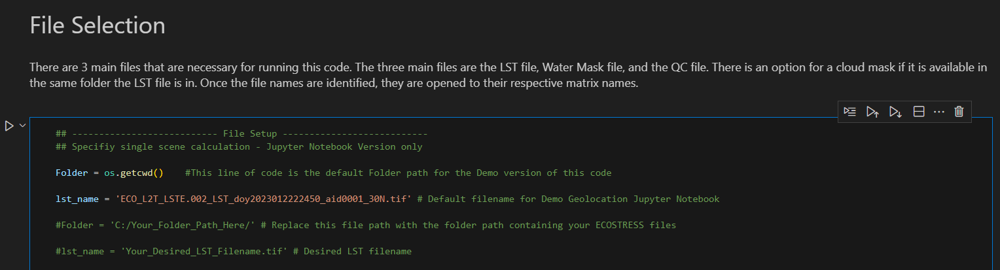 File Selection
There are 3 main files that are necessary for running this code. The three main files are the LST file, Water Mask file, and the QC file. There is an option for a cloud mask if it is available in
the same folder the LST file is in. Once the file names are identified, they are opened to their respective matrix names.
## --------------------------- File Setup ---------------------------
## Specifiy single scene calculation - Jupyter Notebook Version only
Folder = os.getcwd()    #This line of code is the default Folder path for the Demo version of this code
lst_name = 'ECO_L2T_LSTE.002_LST_doy2023012222450_aid0001_30N.tif' # Default filename for Demo Geolocation Jupyter Notebook
#Folder = 'C:/Your_Folder_Path_Here/' # Replace this file path with the folder path containing your ECOSTRESS files
#lst_name = 'Your_Desired_LST_Filename.tif' # Desired LST filename